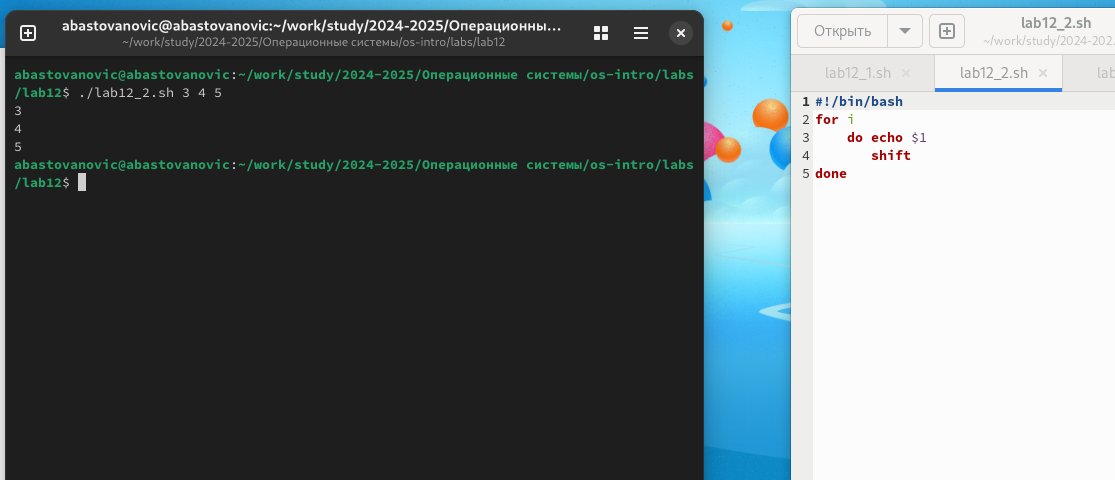 abastovanovic@abastovanovic:~/work/study/2024-2025/Операционны…
~/work/study/2024-2025/Операционные системы/os-intro/labs/lab12
abastovanovic@abastovanovic:~/work/study/2024-2025/Операционные системы/os-intro/labs
/lab12$ ./lab12_2.sh 3 4 5
3
4
5
abastovanovic@abastovanovic:~/work/study/2024-2025/Операционные системы/os-intro/labs
/lab12$
lab12_2.sh
Открыть
~/work/study/2024-202
lab12_1.sh × lab12_2.sh × lab
1 #!/bin/bash
2 for i
3 do echo $1
4 shift
5 done